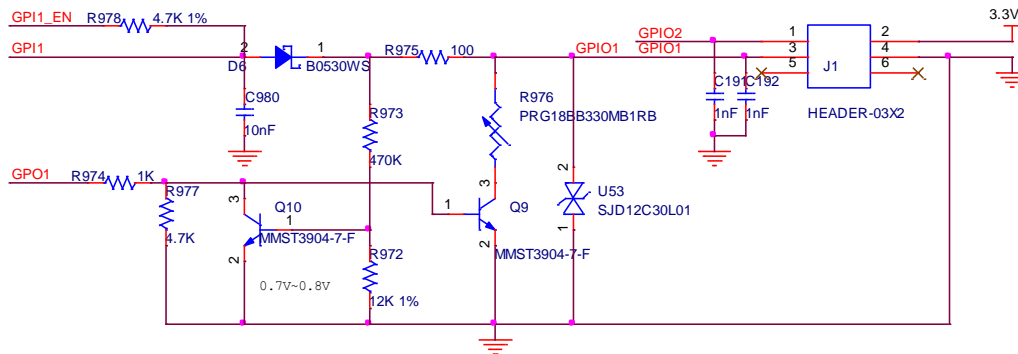 GPI1_EN
R978
4.7K 1%
GPI1
2
1
D6
B0530WS
R975
100
GPIO1
GPIO2
GPIO1
1
3
5
J1
2
4
6
3.3V
HEADER-03X2
C980
10nF
R973
470K
R976
PRG18BB330MB1RB
C191
C192
1nF
1nF
GPO1
R974
1K
R977
4.7K
3
Q10
1
MMST3904-7-F
2
0.7V~0.8V
R972
12K 1%
3
1
Q9
2
MMST3904-7-F
2
U53
SJD12C30L01
1